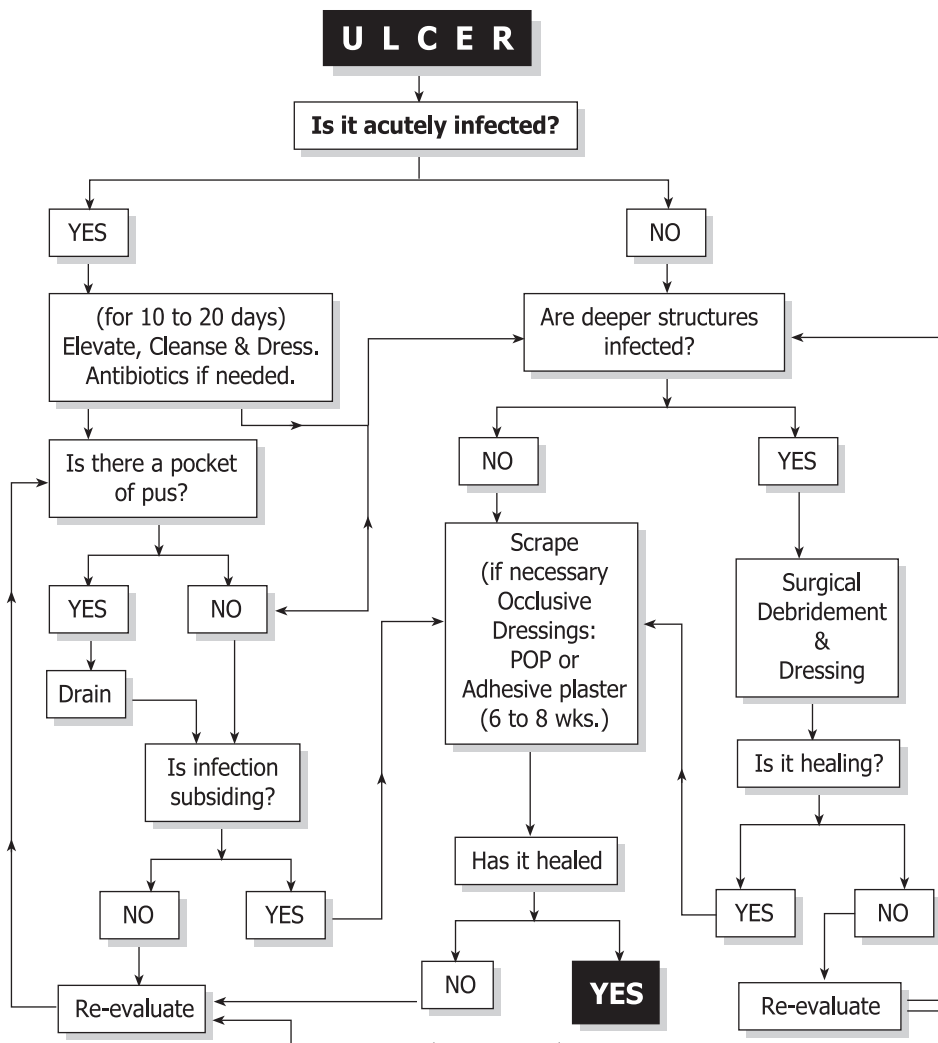 U L C E R
Is it acutely infected?
YES
NO
(for 10 to 20 days)
Elevate, Cleanse & Dress.
Antibiotics if needed.
Are deeper structures
infected?
Is there a pocket
of pus?
NO
YES
YES
NO
Scrape
(if necessary
Occlusive
Dressings:
POP or
Adhesive plaster
(6 to 8 wks.)
Surgical
Debridement
&
Dressing
Drain
Is infection
subsiding?
Is it healing?
Has it healed
NO
YES
YES
NO
NO
YES
Re-evaluate
Re-evaluate